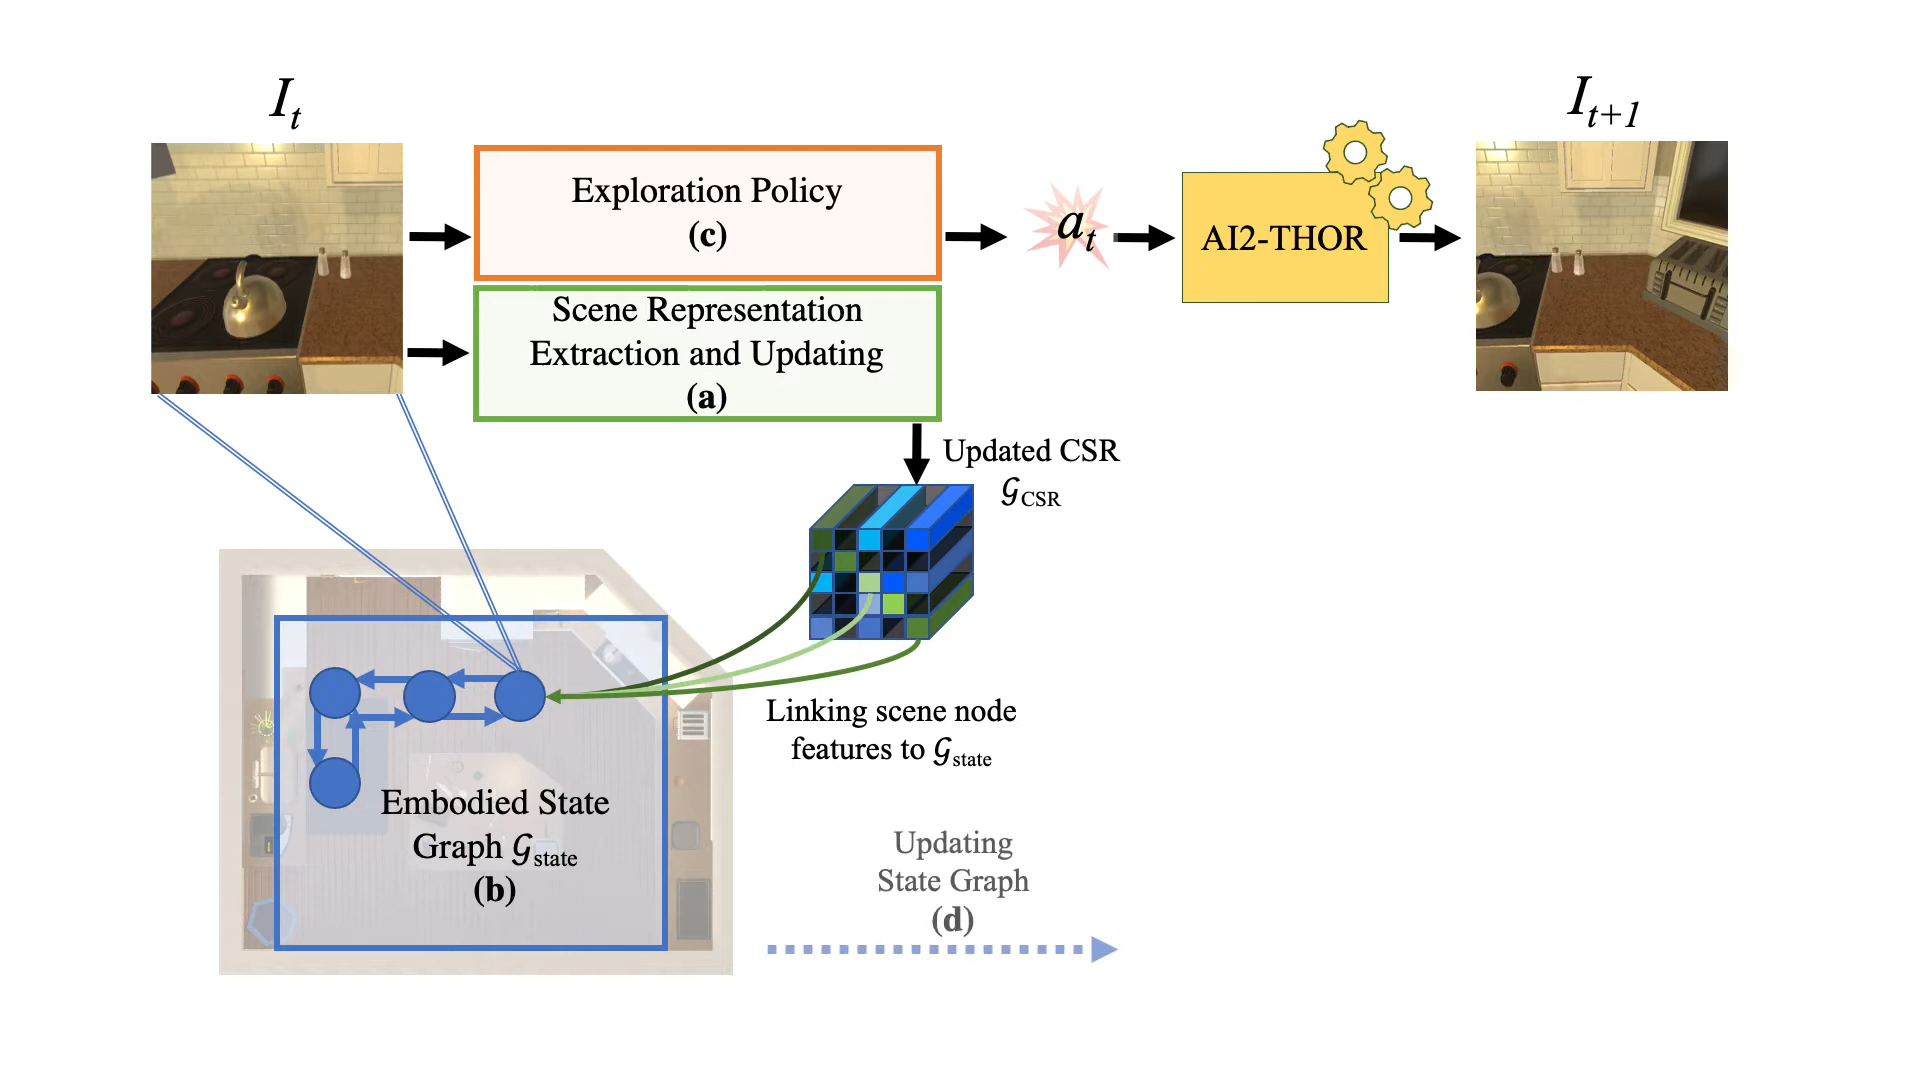 I_t
I_{t+1}
Exploration Policy
(c)
a_t
AI2-THOR
Scene Representation
Extraction and Updating
(a)
Updated CSR
𝒢_CSR
Linking scene node
features to 𝒢_state
Embodied State
Graph 𝒢_state
(b)
Updating
State Graph
(d)